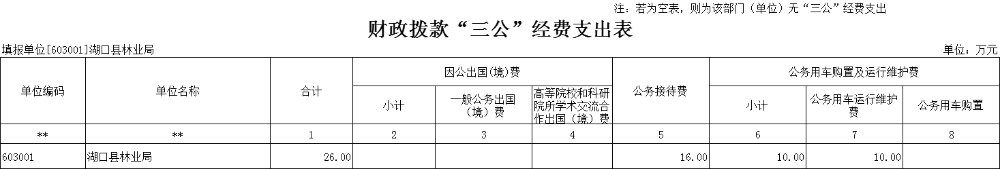 注：若为空表，则为该部门（单位）无“三公”经费支出
财政拨款“三公”经费支出表
填报单位[603001]湖口县林业局
单位：万元
单位编码
单位名称
合计
因公出国(境)费
公务接待费
公务用车购置及运行维护费
小计
一般公务出国
（境）费
高等院校和科研
院所学术交流合
作出国（境）费
小计
公务用车运行维护
费
公务用车购置
** ** 1 2 3 4 5 6 7 8
603001 湖口县林业局 26.00 16.00 10.00 10.00